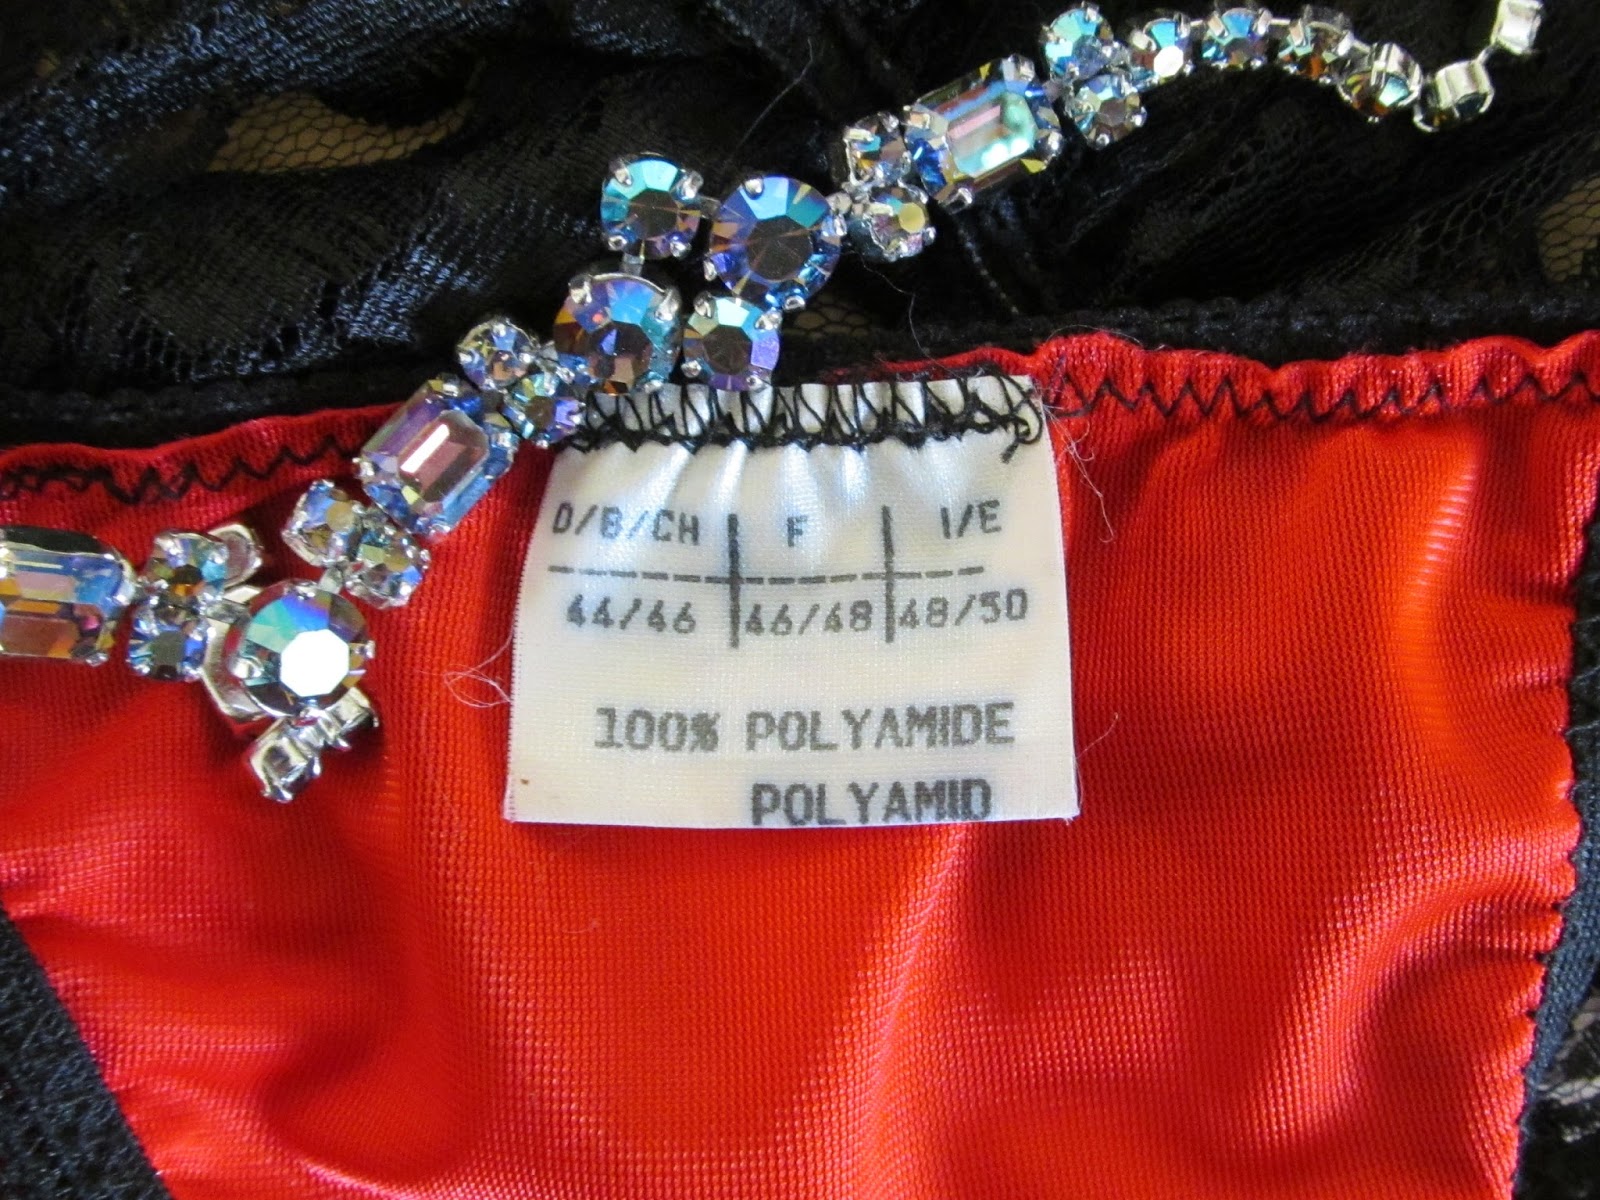 D/B/CH | F | I/E
44/46 | 46/48 | 48/50
100% POLYAMIDE
POLYAMID